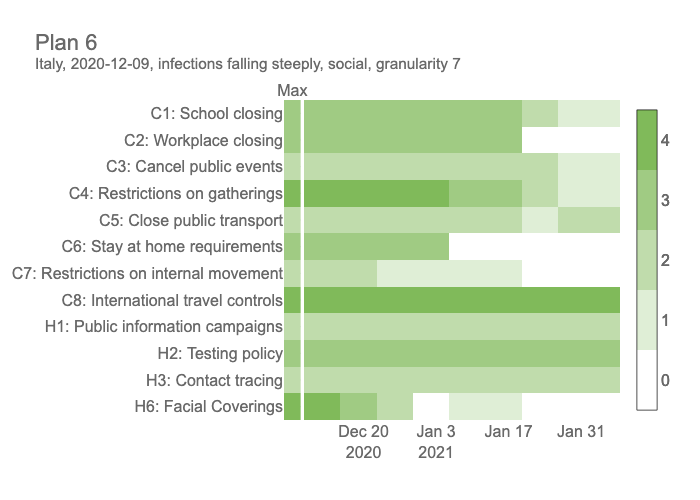 Plan 6
Italy, 2020-12-09, infections falling steeply, social, granularity 7
Max
C1: School closing
C2: Workplace closing
C3: Cancel public events
C4: Restrictions on gatherings
C5: Close public transport
C6: Stay at home requirements
C7: Restrictions on internal movement
C8: International travel controls
H1: Public information campaigns
H2: Testing policy
H3: Contact tracing
H6: Facial Coverings
Dec 20 Jan 3 Jan 17 Jan 31
2020 2021
4
3
2
1
0